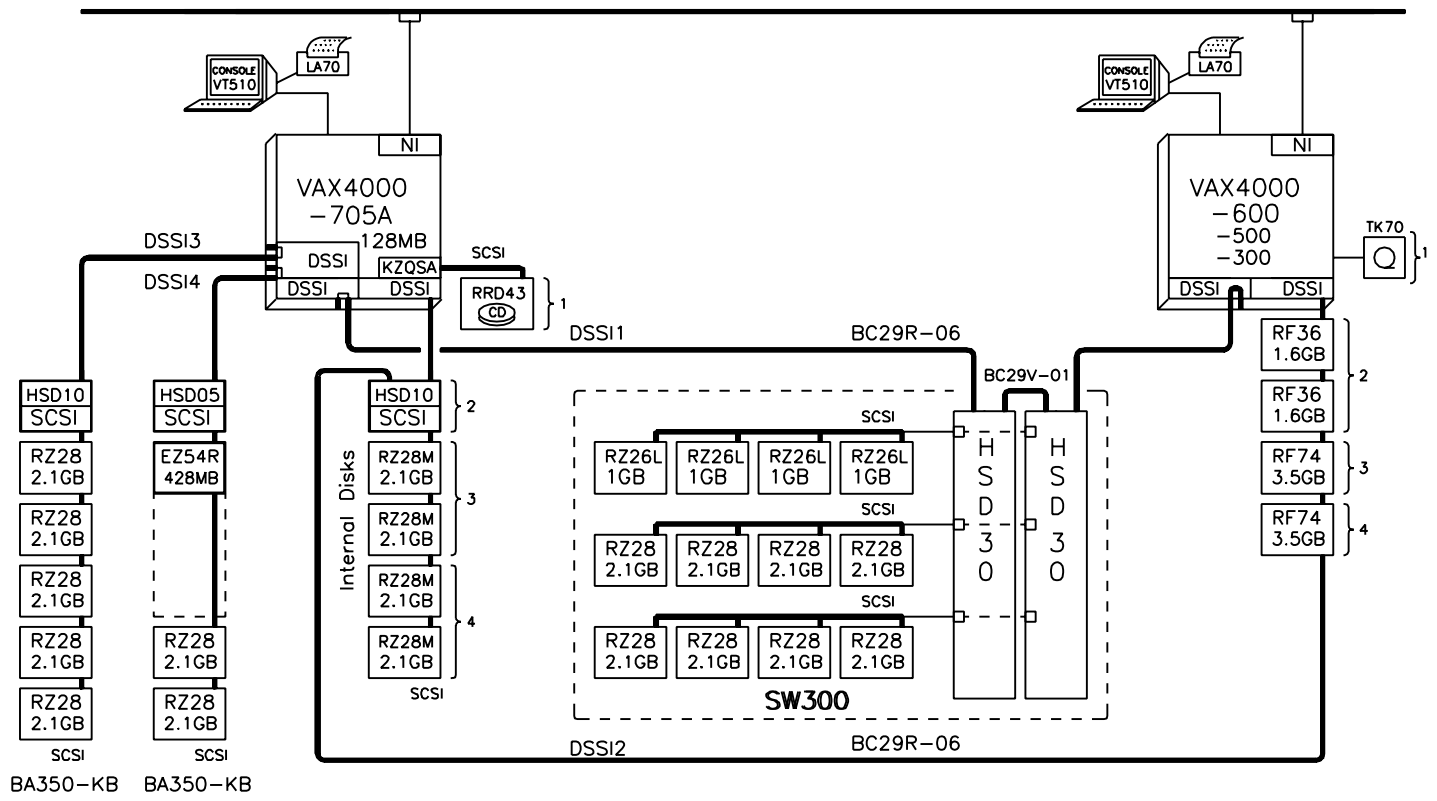 LA70
CONSOLE
VT510
NI
VAX4000
-705A
128MB
DSSI
KZQSA
DSSI
DSSI
SCSI
RRD43
CD
1
DSSI3
DSSI4
LA70
CONSOLE
VT510
NI
VAX4000
-600
-500
-300
DSSI
DSSI
TK70
1
DSSI1
BC29R-06
BC29V-01
HSD10
SCSI
RZ28
2.1GB
RZ28
2.1GB
RZ28
2.1GB
RZ28
2.1GB
RZ28
2.1GB
SCSI
BA350-KB
HSD05
SCSI
EZ54R
428MB
RZ28
2.1GB
RZ28
2.1GB
SCSI
BA350-KB
Internal Disks
HSD10
SCSI
2
RZ28M
2.1GB
RZ28M
2.1GB
3
RZ28M
2.1GB
RZ28M
2.1GB
4
SCSI
SCSI
RZ26L
1GB
RZ26L
1GB
RZ26L
1GB
RZ26L
1GB
SCSI
RZ28
2.1GB
RZ28
2.1GB
RZ28
2.1GB
RZ28
2.1GB
SCSI
RZ28
2.1GB
RZ28
2.1GB
RZ28
2.1GB
RZ28
2.1GB
SW300
HSD30
HSD30
RF36
1.6GB
RF36
1.6GB
2
RF74
3.5GB
3
RF74
3.5GB
4
DSSI2
BC29R-06